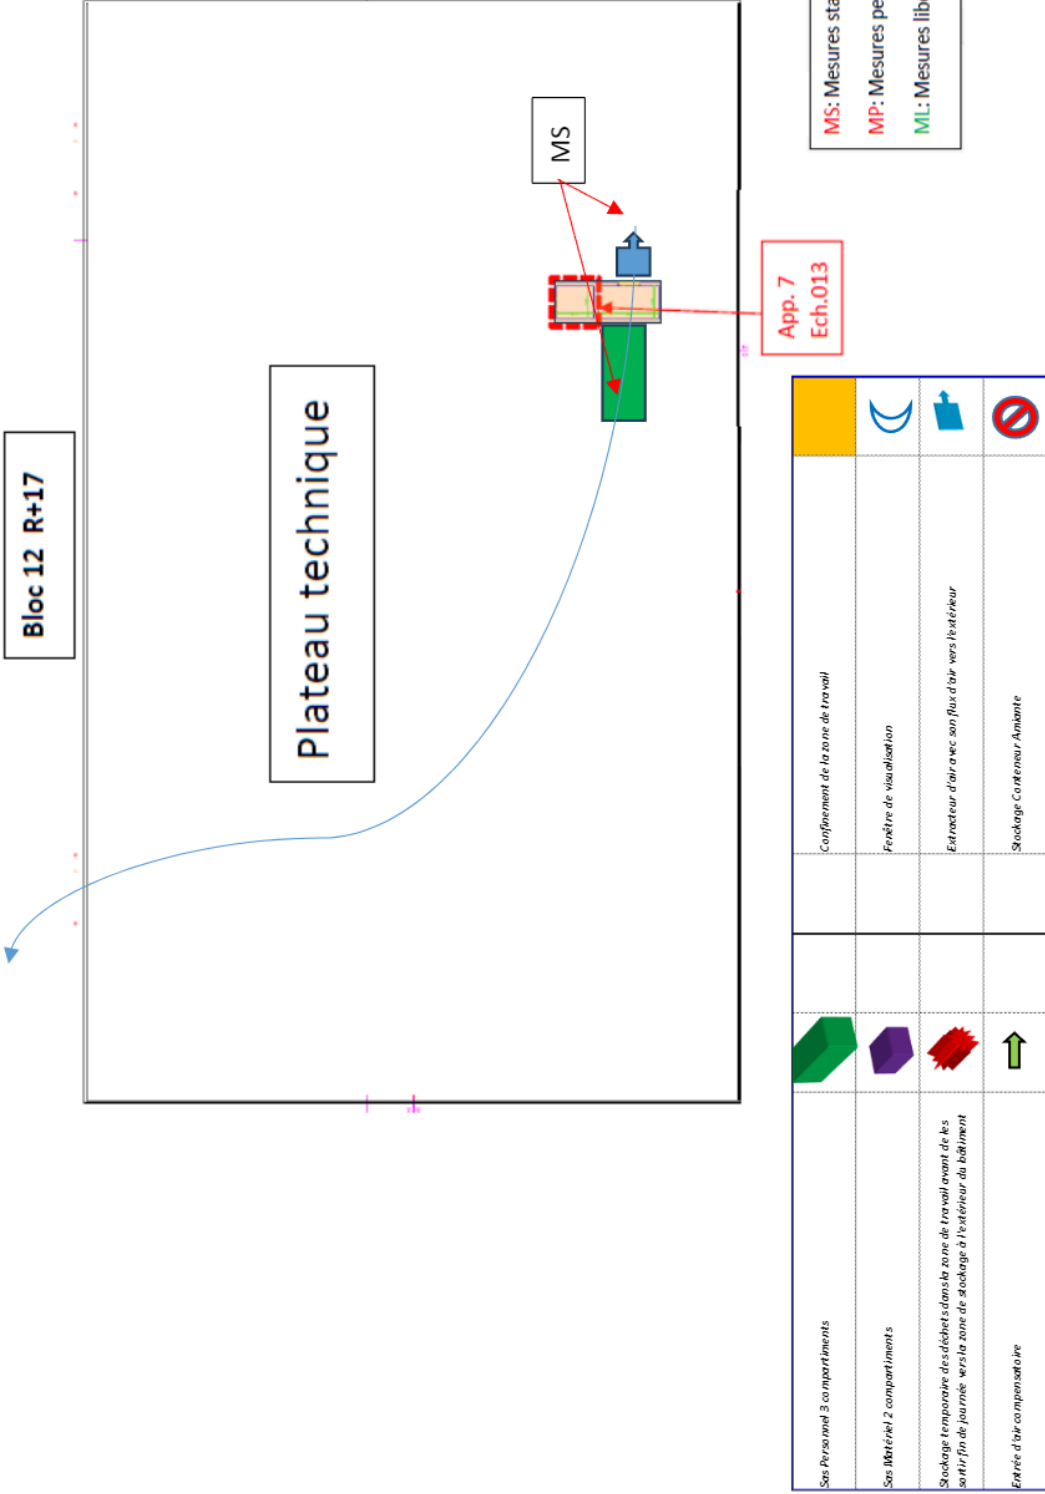 Bloc 12 R+17
Plateau technique
MS
App. 7
Ech.013
MS: Mesures
MP: Mesures
ML: Mesures
Sas Personnel 3 compartiments
Confinement de la zone de travail
Sas Matériel 2 compartiments
Fenêtre de visualisation
Stockage temporaire des déchets dans la zone de travail avant de les
sortir fin de journée vers la zone de stockage à l'extérieur du bâtiment
Extracteur d'air avec son flux d'air vers l'extérieur
Entrée d'air compensatoire
Stockage Conteneur Amiante